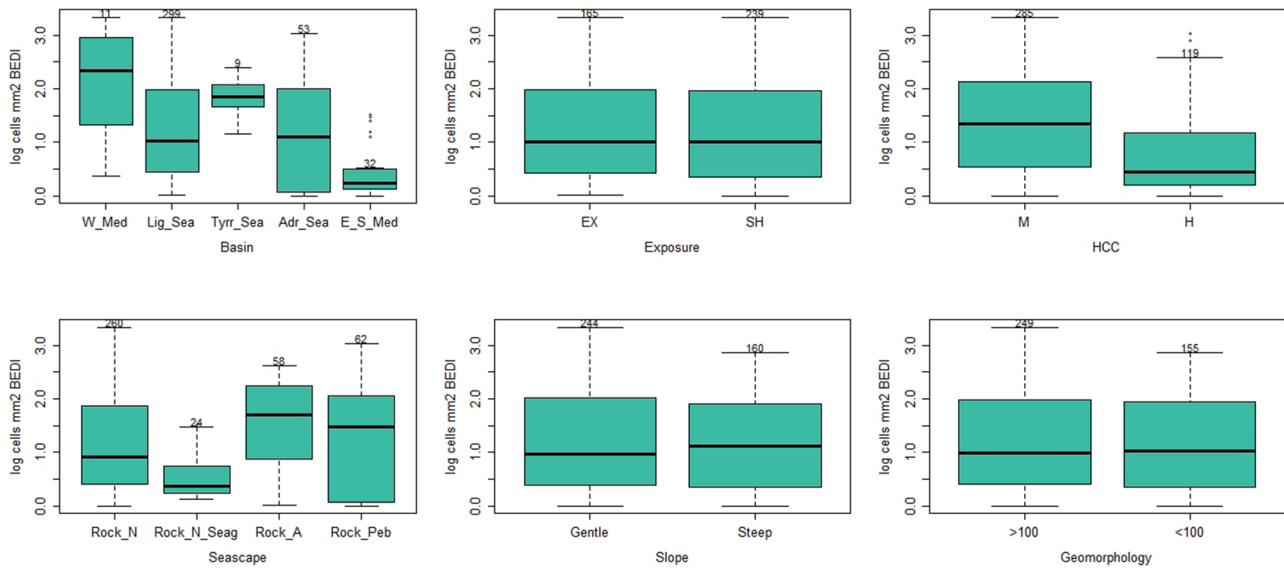 log cells mm2 BEDI
0.0 1.0 2.0 3.0
11 299 9 53 32
W_Med Lig_Sea Tyrr_Sea Adr_Sea E_S_Med
Basin
log cells mm2 BEDI
0.0 1.0 2.0 3.0
165 239
EX SH
Exposure
log cells mm2 BEDI
0.0 1.0 2.0 3.0
285 119
M H
HCC
log cells mm2 BEDI
0.0 1.0 2.0 3.0
260 24 58 62
Rock_N Rock_N_Seag Rock_A Rock_Peb
Seascape
log cells mm2 BEDI
0.0 1.0 2.0 3.0
244 160
Gentle Steep
Slope
log cells mm2 BEDI
0.0 1.0 2.0 3.0
249 155
>100 <100
Geomorphology